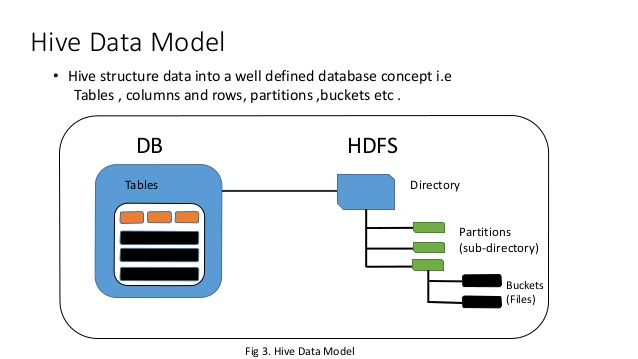 Hive Data Model
• Hive structure data into a well defined database concept i.e
Tables , columns and rows, partitions ,buckets etc .
DB
HDFS
Tables
Directory
Partitions
(sub-directory)
Buckets
(Files)
Fig 3. Hive Data Model